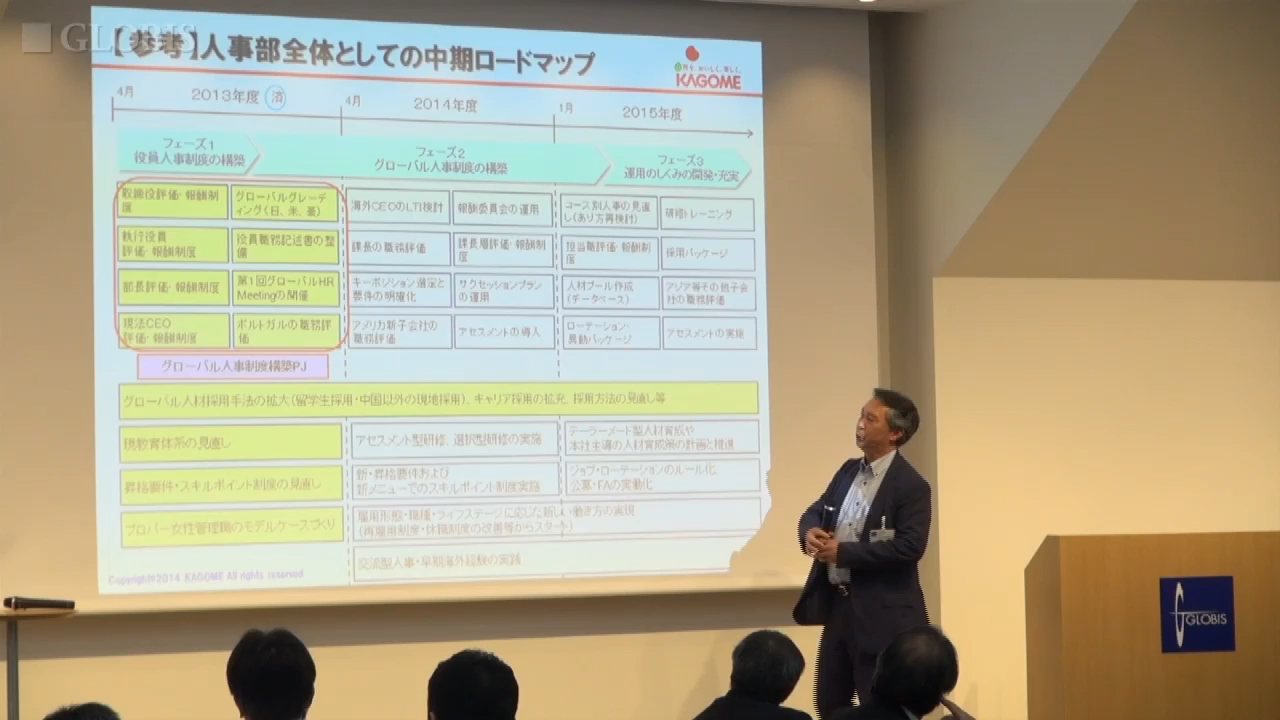 GLOBIS
【参考】人事部全体としての中期ロードマップ
KAGOME
4月
2013年度
済
4月
2014年度
1月
2015年度
フェーズ1
役員人事制度の構築
フェーズ2
グローバル人事制度の構築
フェーズ3
運用のしくみの開発・充実
取締役評価・報酬制
度
グローバルグレーデ
ィング(日、米、豪)
海外CEOのLTI検討
報酬委員会の運用
コース別人事の見直
し(あり方再検討)
研修トレーニング
執行役員
評価・報酬制度
役員職務記述書の整
備
課長の職務評価
課長層評価・報酬制
度
担当職評価・報酬制
度
採用パッケージ
部長評価・報酬制度
第1回グローバルHR
Meetingの開催
キーポジション選定と
要件の明確化
サクセッションプラン
の運用
人材プール作成
(データベース)
アジア等その他子会
社の職務評価
現法CEO
評価・報酬制度
ポルトガルの職務評
価
アメリカ新子会社の
職務評価
アセスメントの導入
ローテーション・
異動パッケージ
アセスメントの実施
グローバル人事制度構築PJ
グローバル人材採用手法の拡大(留学生採用・中国以外の現地採用)、キャリア採用の拡充、採用方法の見直し等
現教育体系の見直し
アセスメント型研修、選択型研修の実施
テーラーメード型人材育成や
本社主導の人材育成策の計画と推進
昇格要件・スキルポイント制度の見直し
新・昇格要件および
新メニューでのスキルポイント制度実施
ジョブ・ローテーションのルール化
公募・FAの実働化
プロパー女性管理職のモデルケースづくり
雇用形態・職種・ライフステージに応じた新しい働き方の実現
(再雇用制度・休職制度の改善等からスタート)
交流型人事・早期海外経験の実践
Copyright©2014 KAGOME All rights reserved
GLOBIS